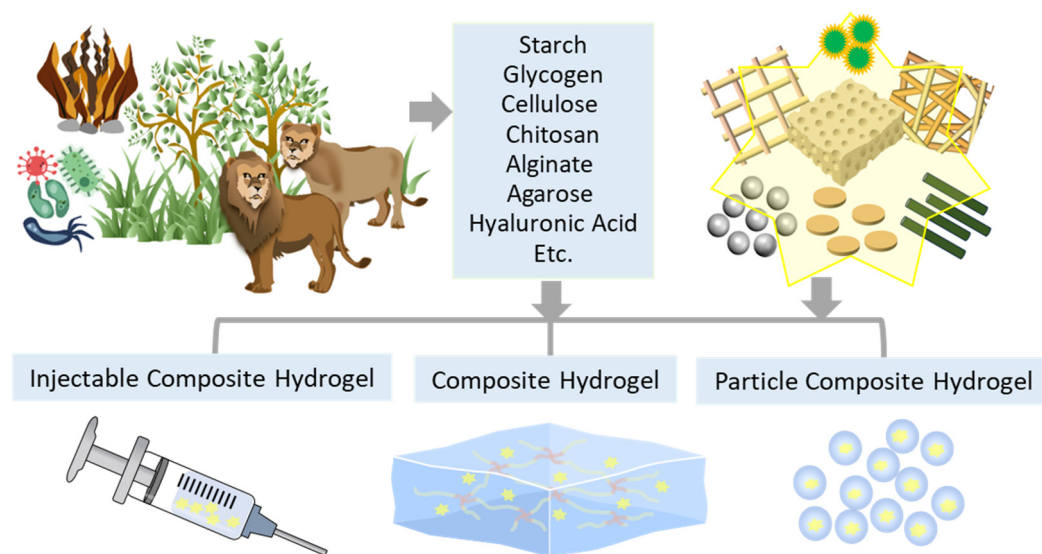 Starch
Glycogen
Cellulose
Chitosan
Alginate
Agarose
Hyaluronic Acid
Etc.
Injectable Composite Hydrogel
Composite Hydrogel
Particle Composite Hydrogel